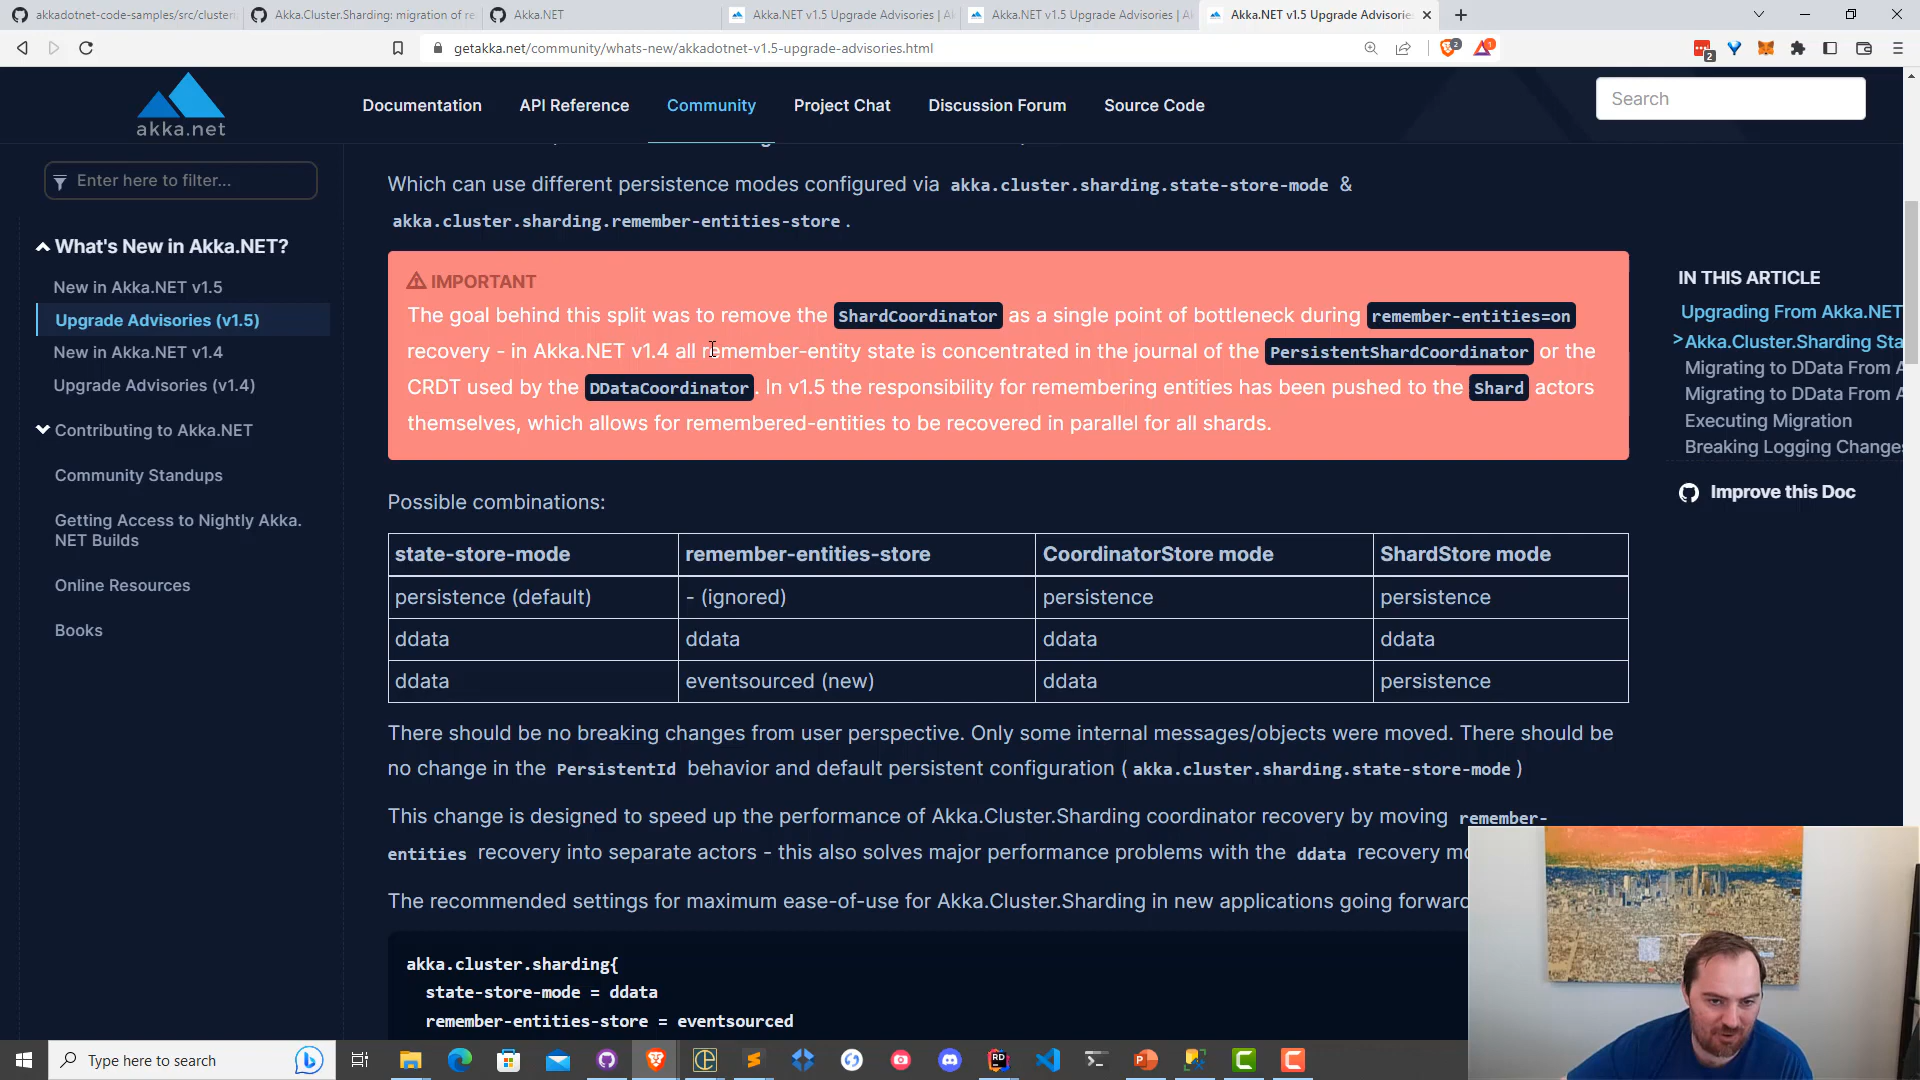 akkadotnet-code-samples/src/cluster
Akka.Cluster.Sharding: migration of re
Akka.NET
Akka.NET v1.5 Upgrade Advisories | A
Akka.NET v1.5 Upgrade Advisories | A
Akka.NET v1.5 Upgrade Advisorie
getakka.net/community/whats-new/akkadotnet-v1.5-upgrade-advisories.html
2
1
2
akka.net
Documentation
API Reference
Community
Project Chat
Discussion Forum
Source Code
Search
Enter here to filter...
What's New in Akka.NET?
New in Akka.NET v1.5
Upgrade Advisories (v1.5)
New in Akka.NET v1.4
Upgrade Advisories (v1.4)
Contributing to Akka.NET
Community Standups
Getting Access to Nightly Akka.
NET Builds
Online Resources
Books
Which can use different persistence modes configured via akka.cluster.sharding.state-store-mode &
akka.cluster.sharding.remember-entities-store .
IMPORTANT
The goal behind this split was to remove the ShardCoordinator as a single point of bottleneck during remember-entities=on
recovery - in Akka.NET v1.4 all remember-entity state is concentrated in the journal of the PersistentShardCoordinator or the
CRDT used by the DDataCoordinator . In v1.5 the responsibility for remembering entities has been pushed to the Shard actors
themselves, which allows for remembered-entities to be recovered in parallel for all shards.
Possible combinations:
state-store-mode remember-entities-store CoordinatorStore mode ShardStore mode
persistence (default) - (ignored) persistence persistence
ddata ddata ddata ddata
ddata eventsourced (new) ddata persistence
There should be no breaking changes from user perspective. Only some internal messages/objects were moved. There should be
no change in the PersistentId behavior and default persistent configuration ( akka.cluster.sharding.state-store-mode )
This change is designed to speed up the performance of Akka.Cluster.Sharding coordinator recovery by moving remember-
entities recovery into separate actors - this also solves major performance problems with the ddata recovery mo
The recommended settings for maximum ease-of-use for Akka.Cluster.Sharding in new applications going forward
akka.cluster.sharding{
state-store-mode = ddata
remember-entities-store = eventsourced
IN THIS ARTICLE
Upgrading From Akka.NET
>Akka.Cluster.Sharding Sta
Migrating to DData From A
Migrating to DData From A
Executing Migration
Breaking Logging Changes
Improve this Doc
Type here to search